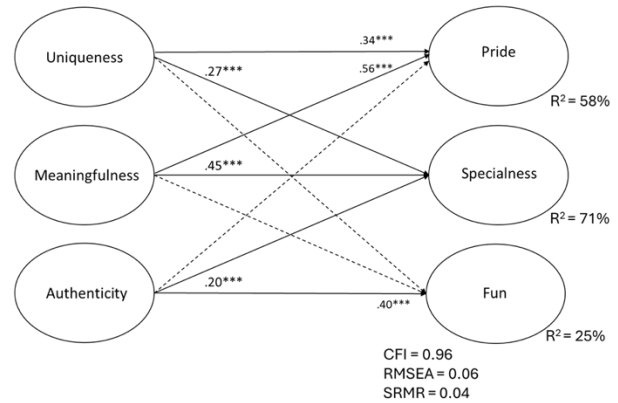 Uniqueness
.34***
Pride
.27***
.56***
R² = 58%
Meaningfulness
.45***
Specialness
R² = 71%
Authenticity
.20***
.40***
Fun
R² = 25%
CFI = 0.96
RMSEA = 0.06
SRMR = 0.04